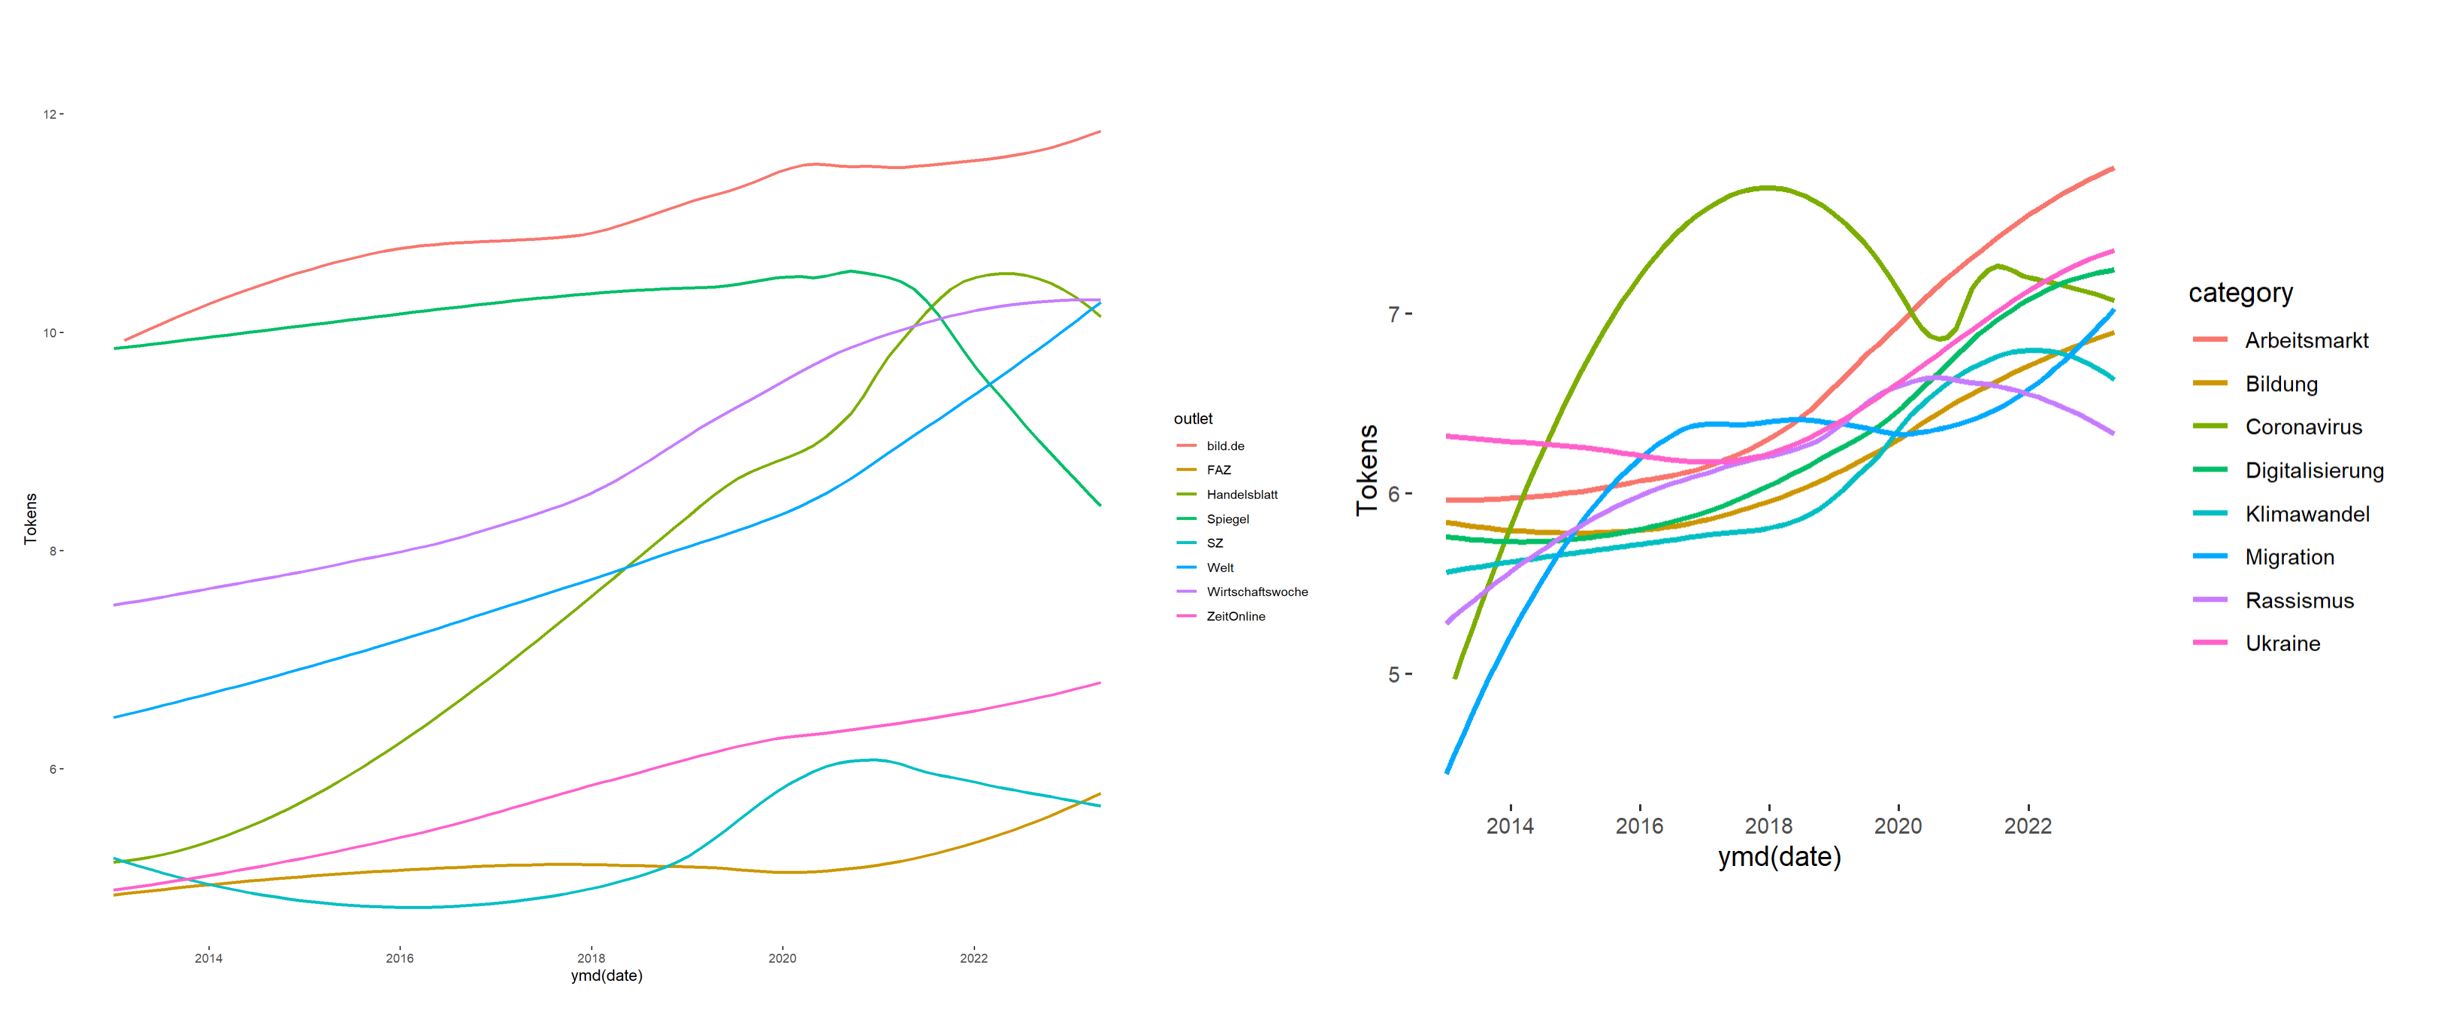 12
10
8
6
Tokens
2014 2016 2018 2020 2022
ymd(date)
outlet
bild.de
FAZ
Handelsblatt
Spiegel
SZ
Welt
Wirtschaftswoche
ZeitOnline
7
6
5
Tokens
2014 2016 2018 2020 2022
ymd(date)
category
Arbeitsmarkt
Bildung
Coronavirus
Digitalisierung
Klimawandel
Migration
Rassismus
Ukraine